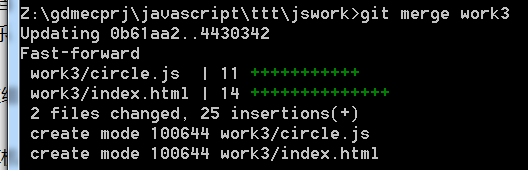 Z:\gdmecprj\javascript\ttt\jswork>git merge work3
Updating 0b61aa2..4430342
Fast-forward
 work3/circle.js  | 11 +++++++++++
 work3/index.html | 14 ++++++++++++++
 2 files changed, 25 insertions(+)
 create mode 100644 work3/circle.js
 create mode 100644 work3/index.html